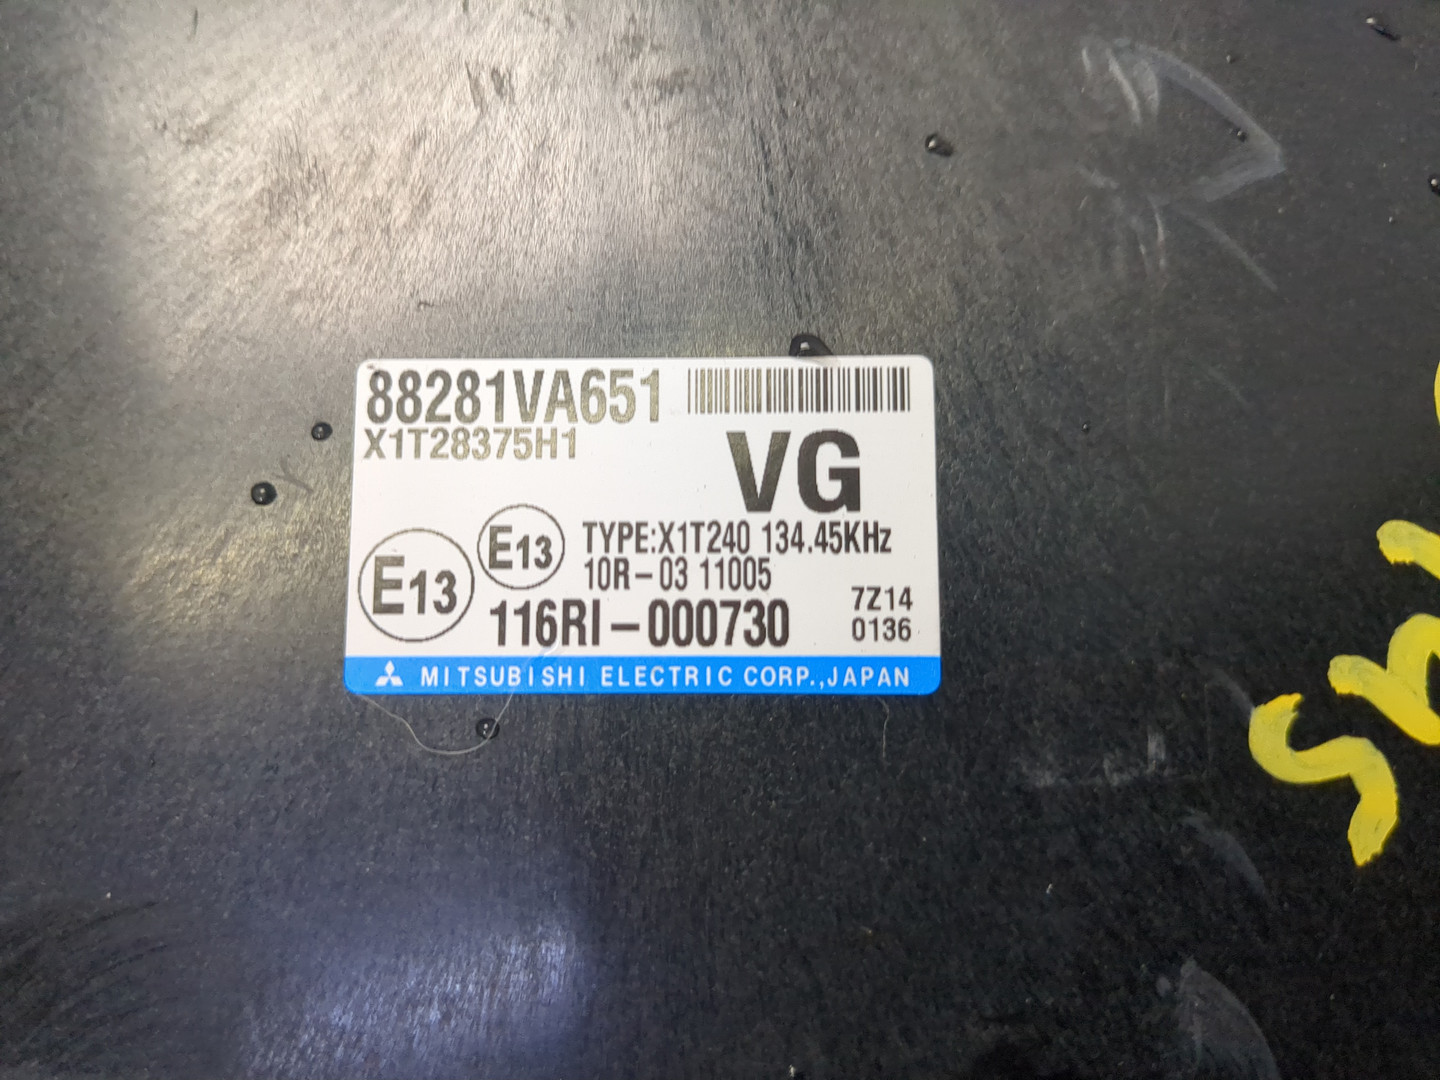 88281VA651
X1T28375H1
VG
E13
E13
TYPE:X1T240 134.45KHz
10R-03 11005
116RI-000730
7Z14
0136
MITSUBISHI ELECTRIC CORP.,JAPAN